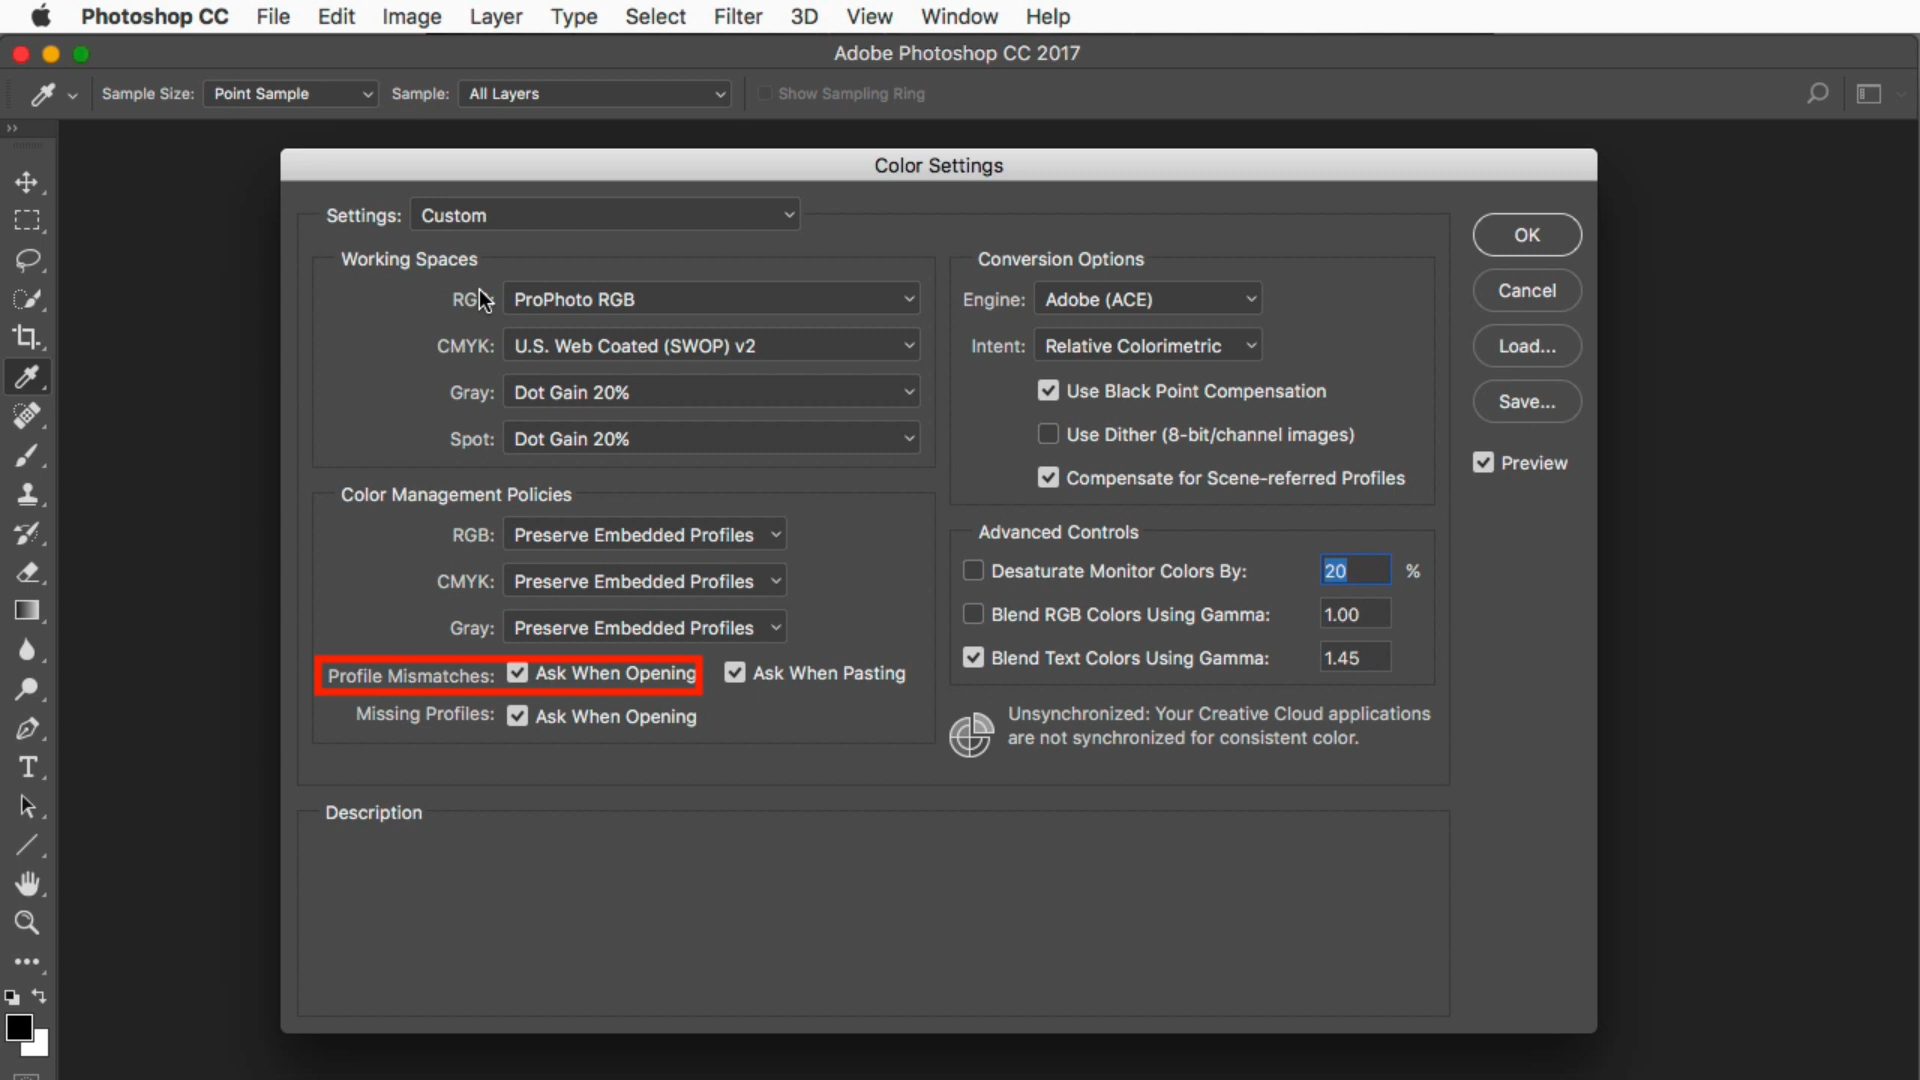 Photoshop CC File Edit Image Layer Type Select Filter 3D View Window Help
Adobe Photoshop CC 2017
Sample Size: Point Sample Sample: All Layers Show Sampling Ring
Color Settings
Settings: Custom
Working Spaces
RGB: ProPhoto RGB
CMYK: U.S. Web Coated (SWOP) v2
Gray: Dot Gain 20%
Spot: Dot Gain 20%
Color Management Policies
RGB: Preserve Embedded Profiles
CMYK: Preserve Embedded Profiles
Gray: Preserve Embedded Profiles
Profile Mismatches: Ask When Opening Ask When Pasting
Missing Profiles: Ask When Opening
Conversion Options
Engine: Adobe (ACE)
Intent: Relative Colorimetric
Use Black Point Compensation
Use Dither (8-bit/channel images)
Compensate for Scene-referred Profiles
Advanced Controls
Desaturate Monitor Colors By: 20 %
Blend RGB Colors Using Gamma: 1.00
Blend Text Colors Using Gamma: 1.45
Unsynchronized: Your Creative Cloud applications
are not synchronized for consistent color.
OK
Cancel
Load...
Save...
Preview
Description